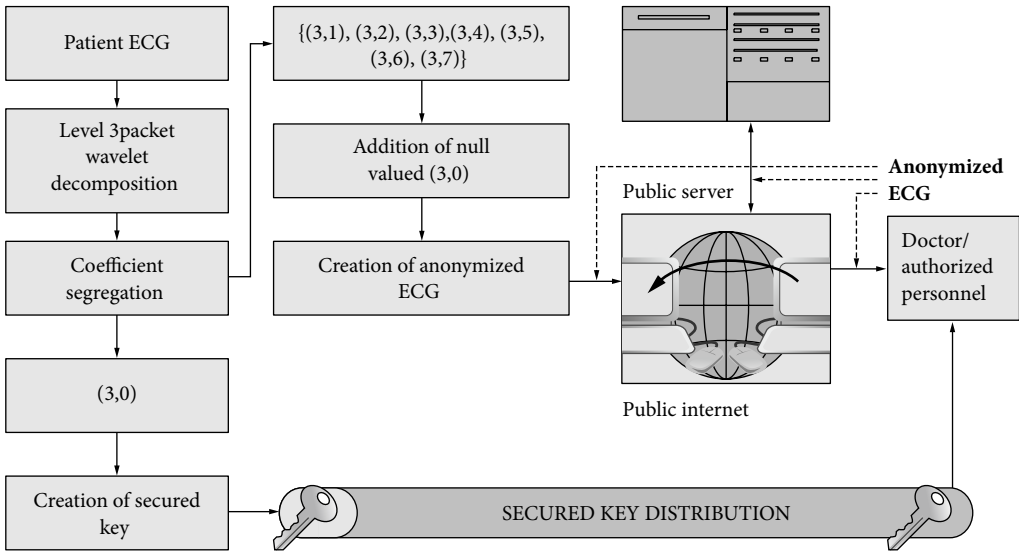 Patient ECG
Level 3packet
wavelet
decomposition
Coefficient
segregation
(3,0)
Creation of secured
key
{(3,1), (3,2), (3,3),(3,4), (3,5),
(3,6), (3,7)}
Addition of null
valued (3,0)
Creation of anonymized
ECG
Public server
Public internet
Anonymized
ECG
Doctor/
authorized
personnel
SECURED KEY DISTRIBUTION